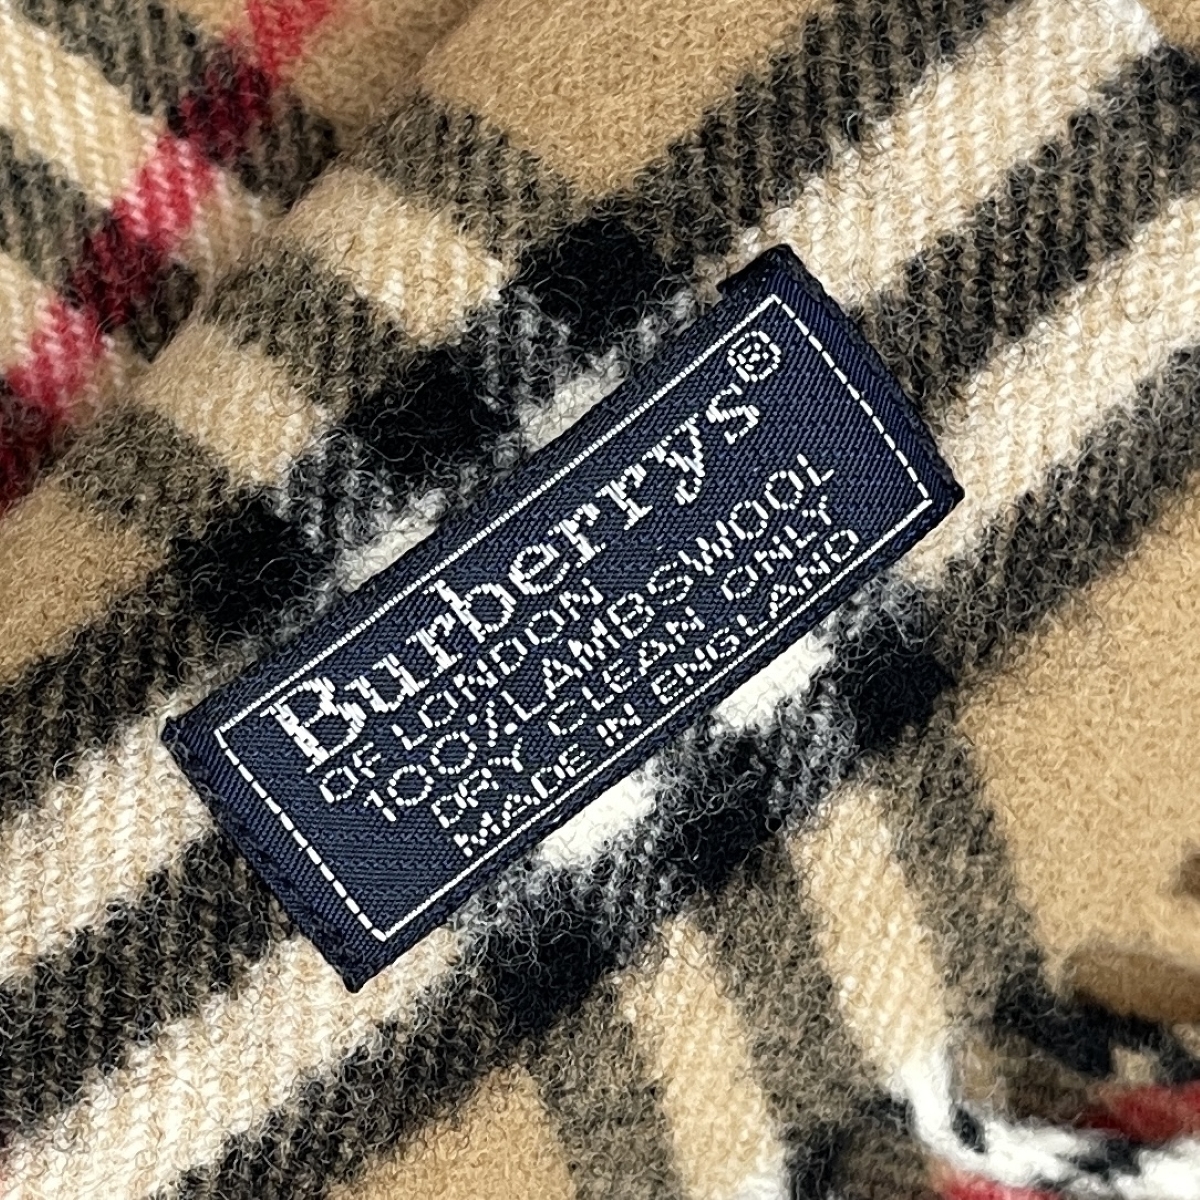 Burberrys®
OF LONDON
100%LAMBSWOOL
DRY CLEAN ONLY
MADE IN ENGLAND